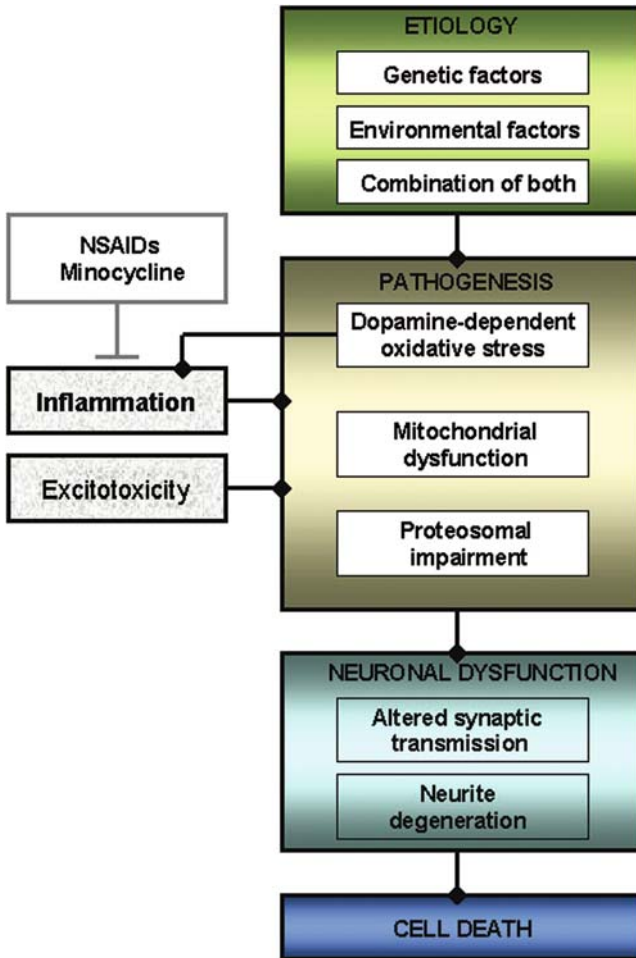 ETIOLOGY
Genetic factors
Environmental factors
Combination of both
NSAIDs
Minocycline
PATHOGENESIS
Dopamine-dependent
oxidative stress
Inflammation
Mitochondrial
dysfunction
Excitotoxicity
Proteosomal
impairment
NEURONAL DYSFUNCTION
Altered synaptic
transmission
Neurite
degeneration
CELL DEATH